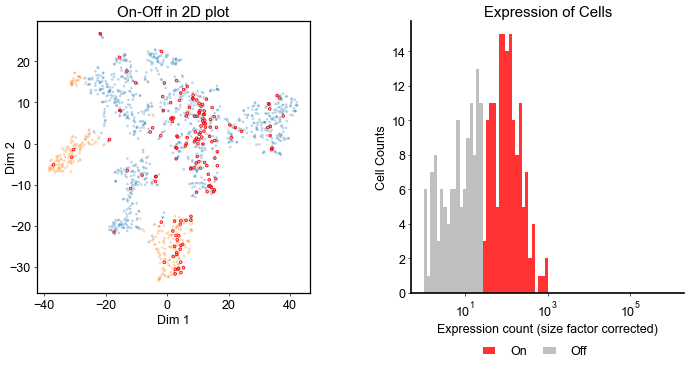 On-Off in 2D plot
Dim 2
20
10
0
−10
−20
−30
−40
−20
0
20
40
Dim 1
Expression of Cells
Cell Counts
14
12
10
8
6
4
2
0
10^1
10^3
10^5
Expression count (size factor corrected)
On
Off